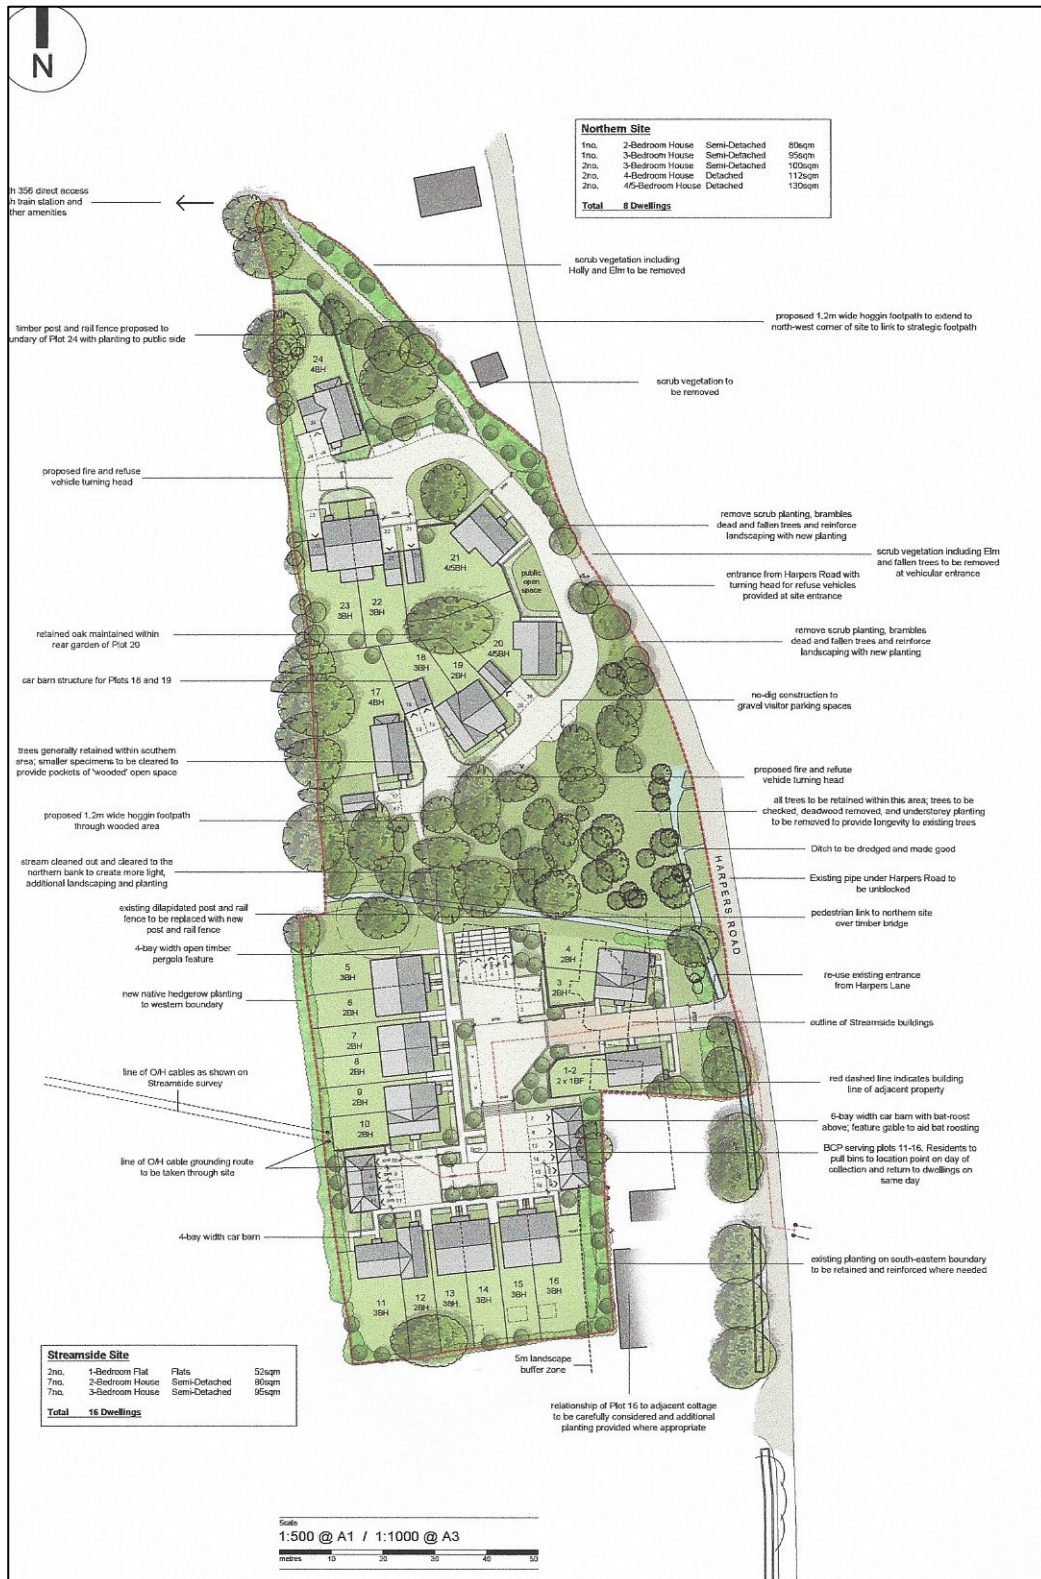 N
Northern Site
1no. 2-Bedroom House Semi-Detached 80sqm
1no. 3-Bedroom House Semi-Detached 95sqm
2no. 3-Bedroom House Semi-Detached 100sqm
2no. 4-Bedroom House Detached 112sqm
2no. 4/5-Bedroom House Detached 130sqm
Total 8 Dwellings
th 356 direct access
sh train station and
ther amenities
scrub vegetation including
Holly and Elm to be removed
timber post and rail fence proposed to
undary of Plot 24 with planting to public side
proposed 1.2m wide hoggin footpath to extend to
north-west corner of site to link to strategic footpath
scrub vegetation to
be removed
24
4BH
proposed fire and refuse
vehicle turning head
remove scrub planting, brambles
dead and fallen trees and reinforce
landscaping with new planting
scrub vegetation including Elm
and fallen trees to be removed
at vehicular entrance
entrance from Harpers Road with
turning head for refuse vehicles
provided at site entrance
21
4/5BH
public
open
space
23
3BH
22
3BH
retained oak maintained within
rear garden of Plot 20
remove scrub planting, brambles
dead and fallen trees and reinforce
landscaping with new planting
20
4/5BH
18
3BH
19
2BH
car barn structure for Plots 18 and 19
17
4BH
no-dig construction to
gravel visitor parking spaces
trees generally retained within southern
area; smaller specimens to be cleared to
provide pockets of 'wooded' open space
proposed fire and refuse
vehicle turning head
proposed 1.2m wide hoggin footpath
through wooded area
all trees to be retained within this area; trees to be
checked, deadwood removed, and understorey planting
to be removed to provide longevity to existing trees
Ditch to be dredged and made good
stream cleaned out and cleared to the
northern bank to create more light,
additional landscaping and planting
HARPERS ROAD
Existing pipe under Harpers Road to
be unblocked
existing dilapidated post and rail
fence to be replaced with new
post and rail fence
pedestrian link to northern site
over timber bridge
4-bay width open timber
pergola feature
4
2BH
3
2BH
5
3BH
re-use existing entrance
from Harpers Lane
new native hedgerow planting
to western boundary
6
2BH
7
2BH
8
2BH
outline of Streamside buildings
line of O/H cables as shown on
Streamside survey
1-2
2 x 1BF
red dashed line indicates building
line of adjacent property
9
2BH
10
2BH
6-bay width car barn with bat-roost
above; feature gable to aid bat roosting
BCP
BCP serving plots 11-16. Residents to
pull bins to location point on day of
collection and return to dwellings on
same day
line of O/H cable grounding route
to be taken through site
4-bay width car barn
existing planting on south-eastern boundary
to be retained and reinforced where needed
11
3BH
12
2BH
13
3BH
14
3BH
15
3BH
16
3BH
5m landscape
buffer zone
Streamside Site
2no. 1-Bedroom Flat Flats 52sqm
7no. 2-Bedroom House Semi-Detached 80sqm
7no. 3-Bedroom House Semi-Detached 95sqm
Total 16 Dwellings
relationship of Plot 16 to adjacent cottage
to be carefully considered and additional
planting provided where appropriate
Scale
1:500 @ A1 / 1:1000 @ A3
metres 10 20 30 40 50